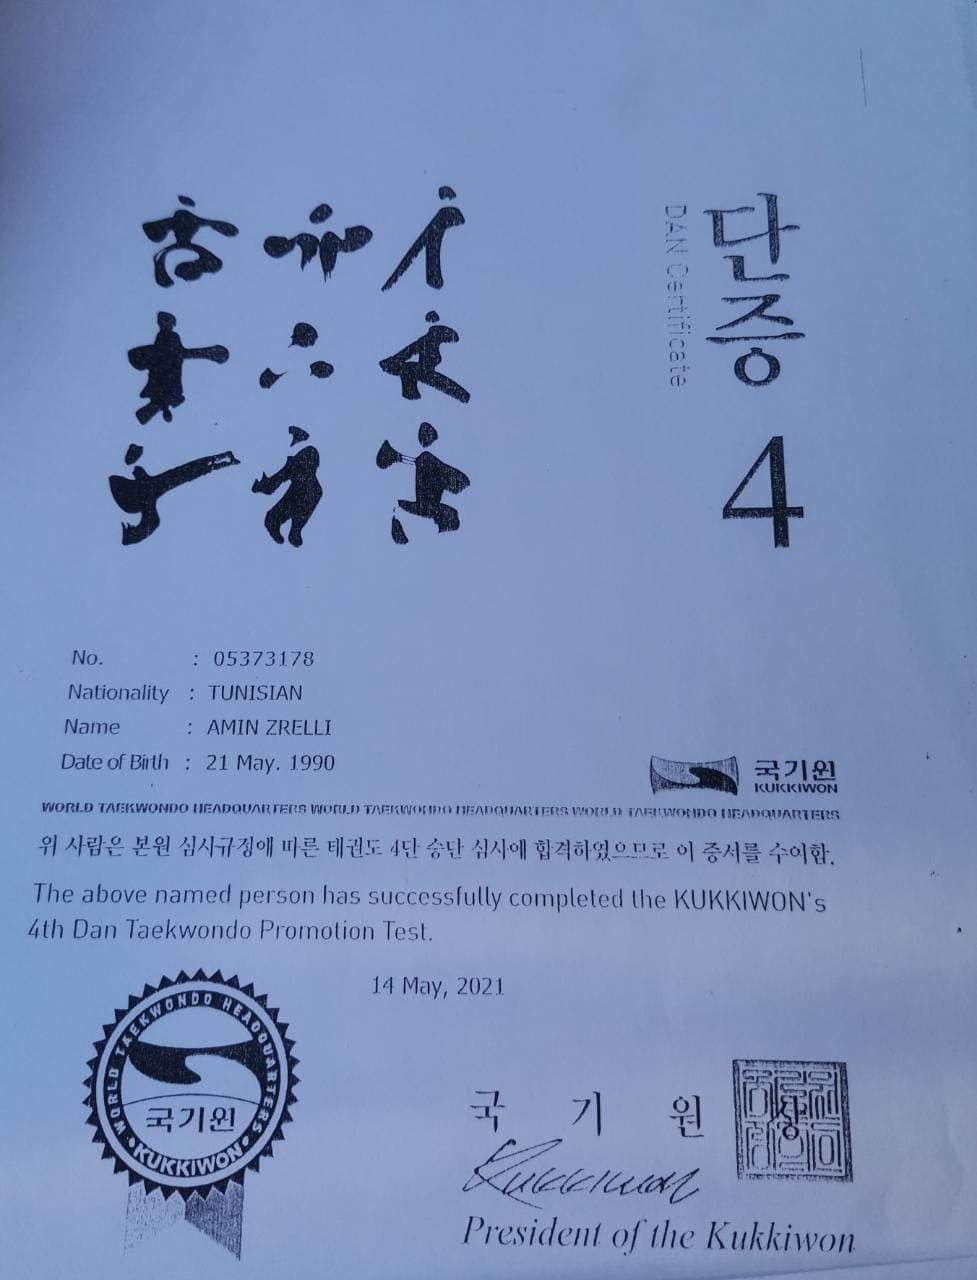 단증
DAN Certificate
4
No. : 05373178
Nationality : TUNISIAN
Name : AMIN ZRELLI
Date of Birth : 21 May. 1990
국기원
KUKKIWON
WORLD TAEKWONDO HEADQUARTERS WORLD TAEKWONDO HEADQUARTERS WORLD TAEKWONDO HEADQUARTERS
위 사람은 본원 심사규정에 따른 태권도 4단 승단 심사에 합격하였으므로 이 증서를 수여함.
The above named person has successfully completed the KUKKIWON's
4th Dan Taekwondo Promotion Test.
14 May, 2021
WORLD TAEKWONDO HEADQUARTERS
국기원
KUKKIWON
국 기 원
Kukkiwon
President of the Kukkiwon